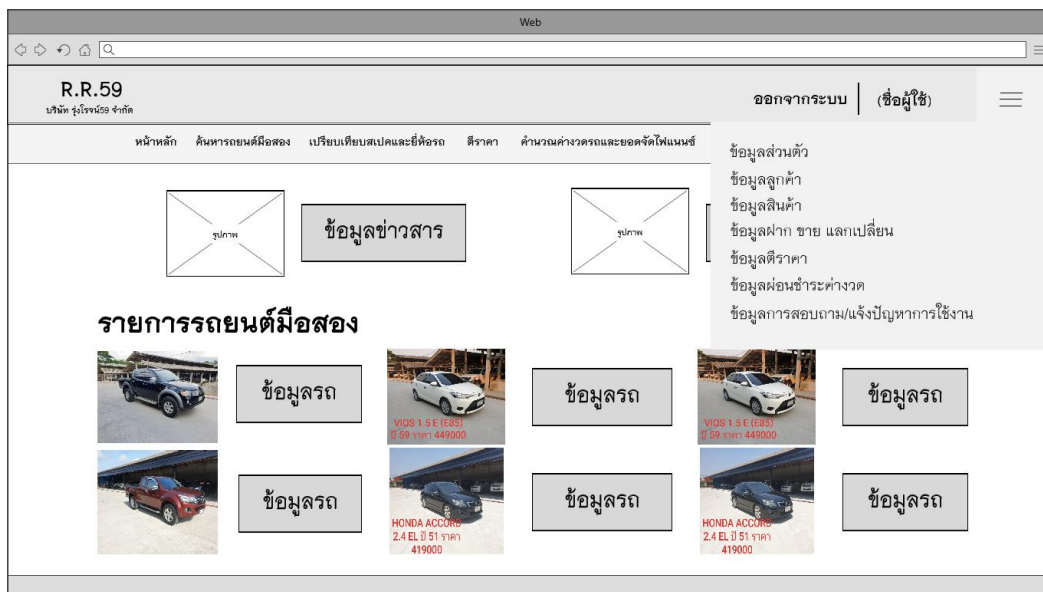 Web
R.R.59
บริษัท รุ่งโรจน์59 จำกัด
ออกจากระบบ
(ชื่อผู้ใช้)
หน้าหลัก ค้นหารถยนต์มือสอง เปรียบเทียบสเปคและยี่ห้อรถ ตีราคา คำนวณค่างวดรถและยอดจัดไฟแนนซ์
ข้อมูลส่วนตัว
ข้อมูลลูกค้า
ข้อมูลสินค้า
ข้อมูลฝาก ขาย แลกเปลี่ยน
ข้อมูลตีราคา
ข้อมูลผ่อนชำระค่างวด
ข้อมูลการสอบถาม/แจ้งปัญหาการใช้งาน
รูปภาพ
ข้อมูลข่าวสาร
รูปภาพ
รายการรถยนต์มือสอง
ข้อมูลรถ
VIOS 1.5 E (E85)
ปี 59 ราคา 449000
ข้อมูลรถ
VIOS 1.5 E (E85)
ปี 59 ราคา 449000
ข้อมูลรถ
ข้อมูลรถ
HONDA ACCORD
2.4 EL ปี 51 ราคา
419000
ข้อมูลรถ
HONDA ACCORD
2.4 EL ปี 51 ราคา
419000
ข้อมูลรถ